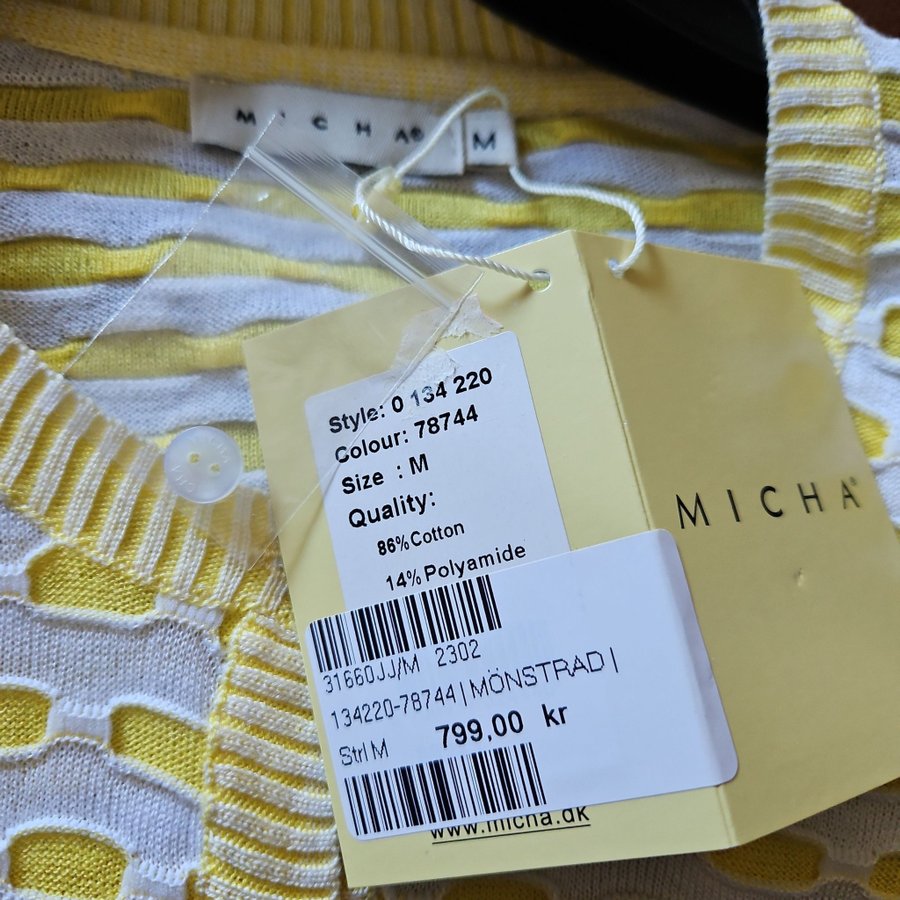 MICHA®
M
Style: 0 134 220
Colour: 78744
Size : M
Quality:
86% Cotton
14% Polyamide
MICHA®
31660JJ/M 2302
134220-78744 | MÖNSTRAD |
Strl M 799,00 kr
www.micha.dk